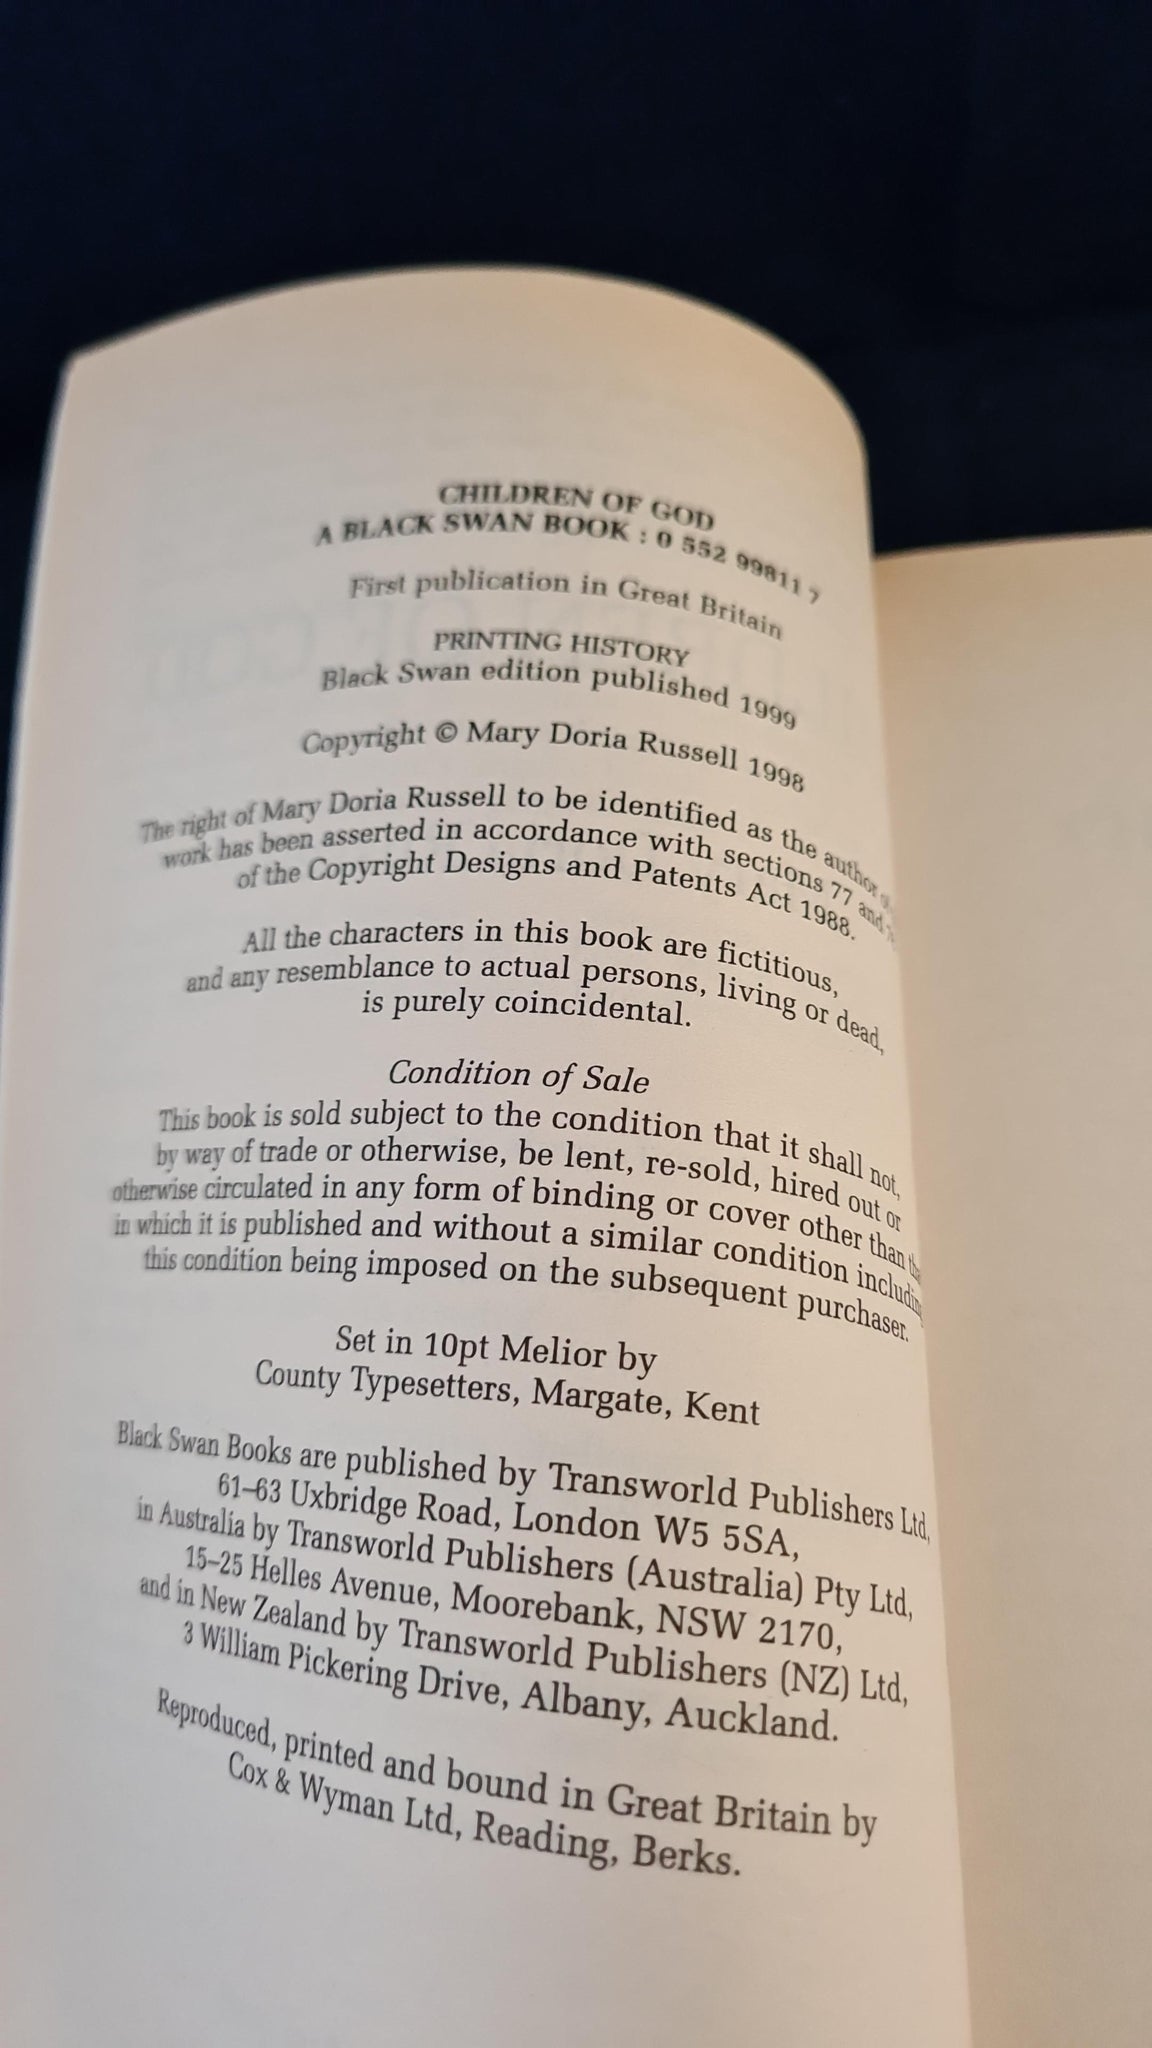 CHILDREN OF GOD
A BLACK SWAN BOOK : 0 552 99811 7
First publication in Great Britain
PRINTING HISTORY
Black Swan edition published 1999
Copyright © Mary Doria Russell 1998
The right of Mary Doria Russell to be identified as the author of
work has been asserted in accordance with sections 77 and
of the Copyright Designs and Patents Act 1988.
All the characters in this book are fictitious,
and any resemblance to actual persons, living or dead,
is purely coincidental.
Condition of Sale
This book is sold subject to the condition that it shall not,
by way of trade or otherwise, be lent, re-sold, hired out or
otherwise circulated in any form of binding or cover other than
in which it is published and without a similar condition including
this condition being imposed on the subsequent purchaser.
Set in 10pt Melior by
County Typesetters, Margate, Kent
Black Swan Books are published by Transworld Publishers Ltd,
61–63 Uxbridge Road, London W5 5SA,
in Australia by Transworld Publishers (Australia) Pty Ltd,
15–25 Helles Avenue, Moorebank, NSW 2170,
and in New Zealand by Transworld Publishers (NZ) Ltd,
3 William Pickering Drive, Albany, Auckland.
Reproduced, printed and bound in Great Britain by
Cox & Wyman Ltd, Reading, Berks.